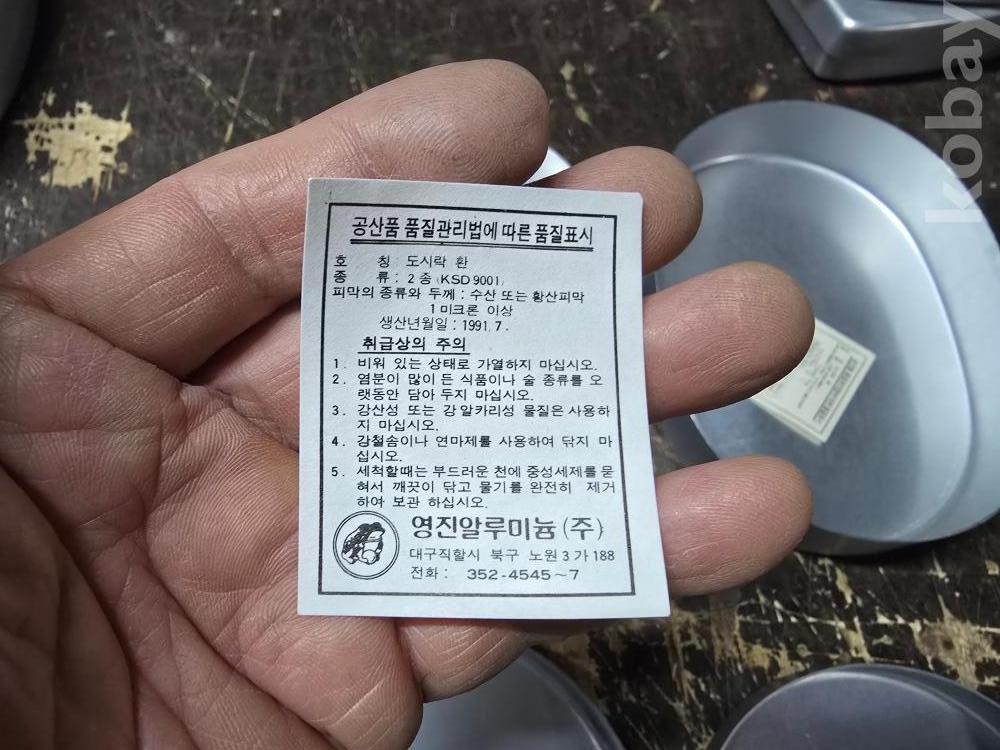 공산품 품질관리법에 따른 품질표시
호 칭 : 도시락 환
종 류 : 2 종 (KSD 9001)
피막의 종류와 두께 : 수산 또는 황산피막
1 미크론 이상
생산년월일 : 1991. 7.
취급상의 주의
1. 비워 있는 상태로 가열하지 마십시오.
2. 염분이 많이 든 식품이나 술 종류를 오
랫동안 담아 두지 마십시오.
3. 강산성 또는 강알카리성 물질은 사용하
지 마십시오.
4. 강철솜이나 연마제를 사용하여 닦지 마
십시오.
5. 세척할때는 부드러운 천에 중성세제를 묻
혀서 깨끗이 닦고 물기를 완전히 제거
하여 보관 하십시오.
영진알루미늄 (주)
대구직할시 북구 노원 3 가 188
전화 : 352-4545~7
kobay